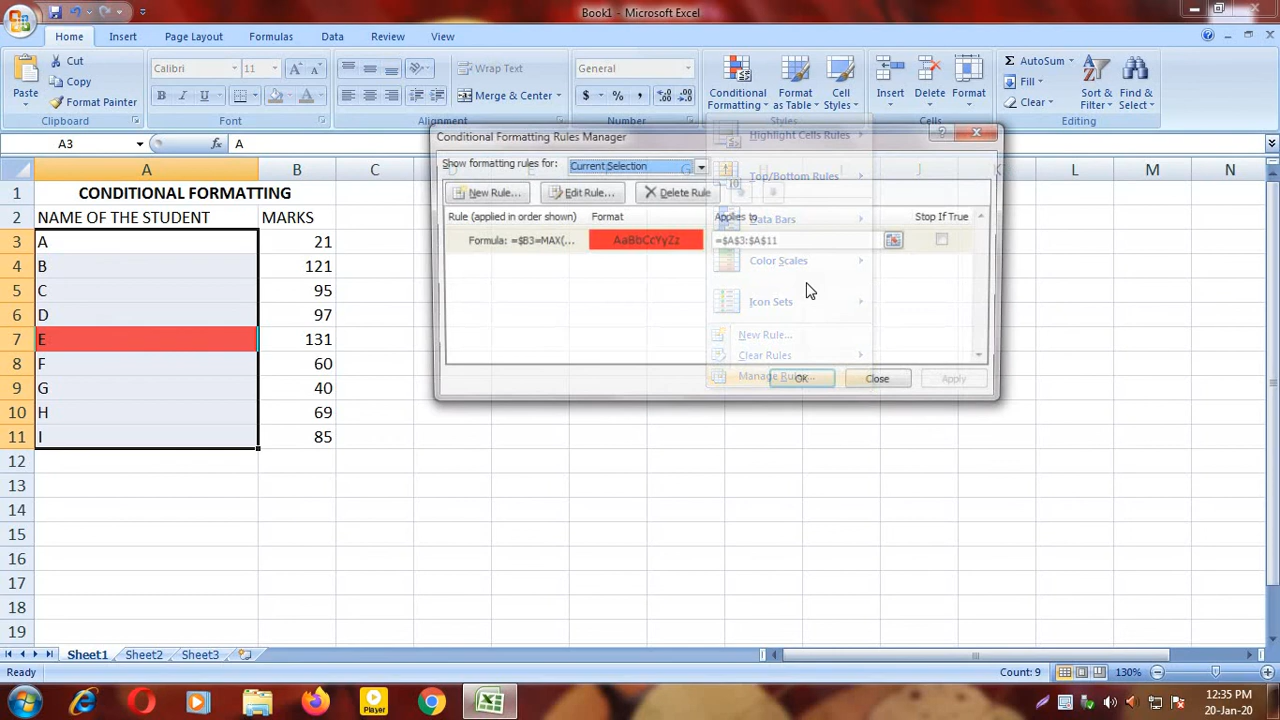 Book1 - Microsoft Excel
Home Insert Page Layout Formulas Data Review View
Paste
Cut
Copy
Format Painter
Calibri 11
B I U
Wrap Text
Merge & Center
General
$ % ,
Conditional Formatting
Format as Table
Cell Styles
Insert Delete Format
AutoSum
Fill
Clear
Sort & Filter
Find & Select
Clipboard Font Alignment Number Styles Cells Editing
A3 fx A
A B C D E G J K L M N
1 CONDITIONAL FORMATTING
2 NAME OF THE STUDENT MARKS
3 A 21
4 B 121
5 C 95
6 D 97
7 E 131
8 F 60
9 G 40
10 H 69
11 I 85
12
13
14
15
16
17
18
19
Conditional Formatting Rules Manager
Show formatting rules for: Current Selection
New Rule... Edit Rule... Delete Rule
Rule (applied in order shown) Format Applies to Stop If True
Formula: =$B3=MAX(... AaBbCcYyZz =$A$3:$A$11
OK Close Apply
Highlight Cells Rules
Top/Bottom Rules
Data Bars
Color Scales
Icon Sets
New Rule...
Clear Rules
Sheet1 Sheet2 Sheet3
Ready Count: 9 130%
Player
12:35 PM
20-Jan-20